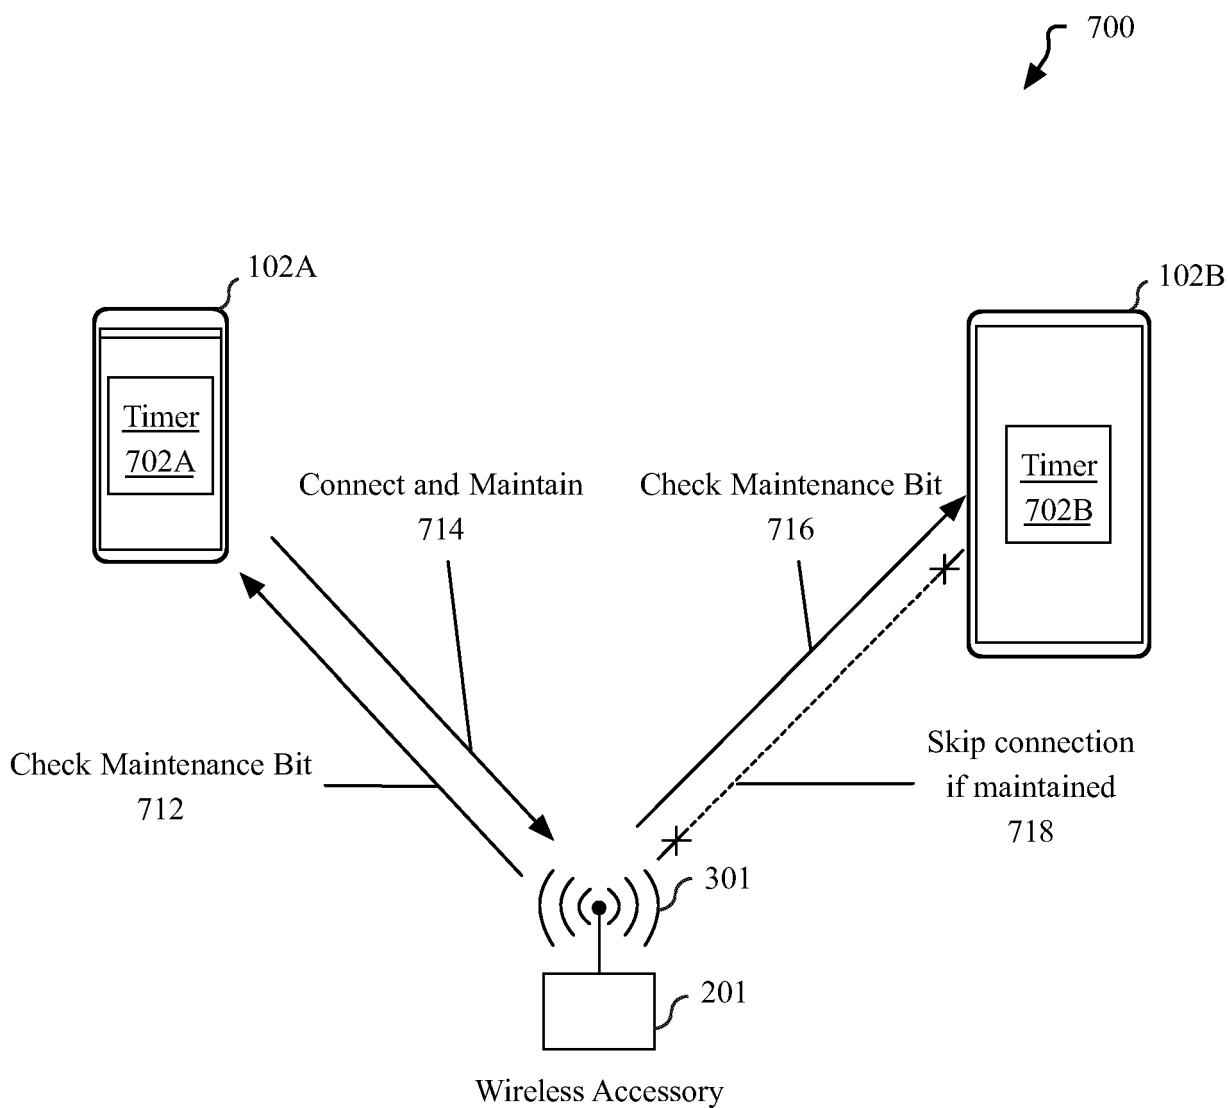 700
102A
102B
Timer
702A
Timer
702B
Connect and Maintain
714
Check Maintenance Bit
716
Check Maintenance Bit
712
Skip connection
if maintained
718
301
201
Wireless Accessory